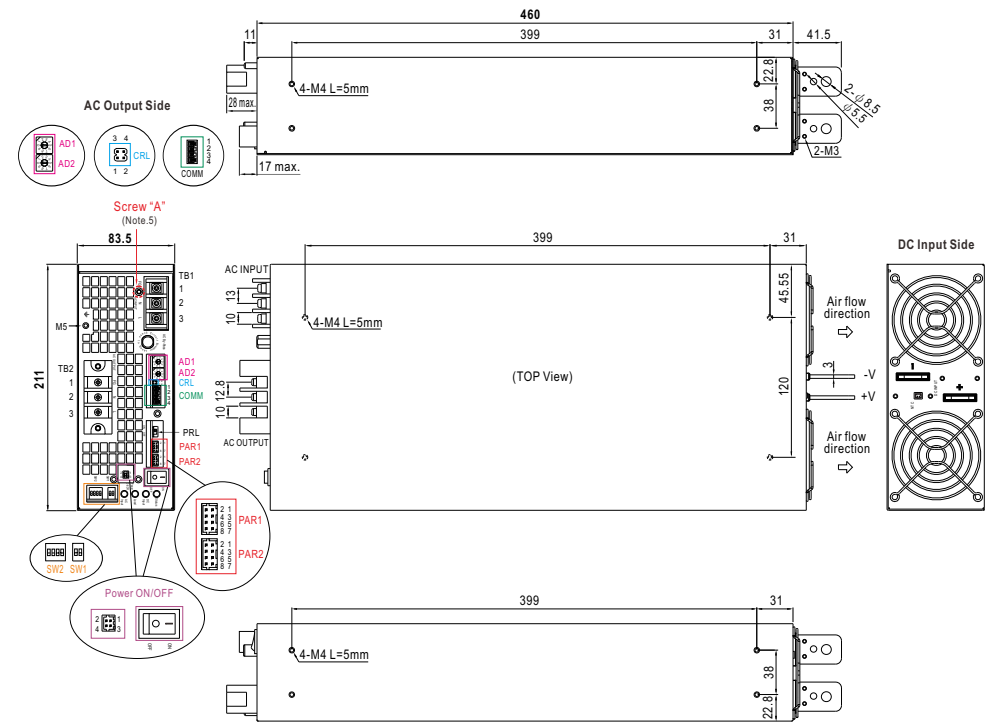 460
11
399
31
41.5
22.8
38
4-M4 L=5mm
28 max.
17 max.
2-ϕ8.5
ϕ5.5
2-M3
AC Output Side
AD1
AD2
3 4
CRL
1 2
1
2
3
4
COMM
Screw "A"
(Note.5)
83.5
211
M5
TB1
1
2
3
TB2
1
2
3
AD1
AD2
CRL
COMM
PRL
PAR1
PAR2
AC INPUT
13
10
12.8
10
AC OUTPUT
399
31
45.55
120
4-M4 L=5mm
(TOP View)
Air flow
direction
3
-V
+V
Air flow
direction
DC Input Side
2 1
4 3
6 5
8 7
PAR1
2 1
4 3
6 5
8 7
PAR2
SW2 SW1
Power ON/OFF
2 1
4 3
OFF
ON
399
31
4-M4 L=5mm
38
22.8